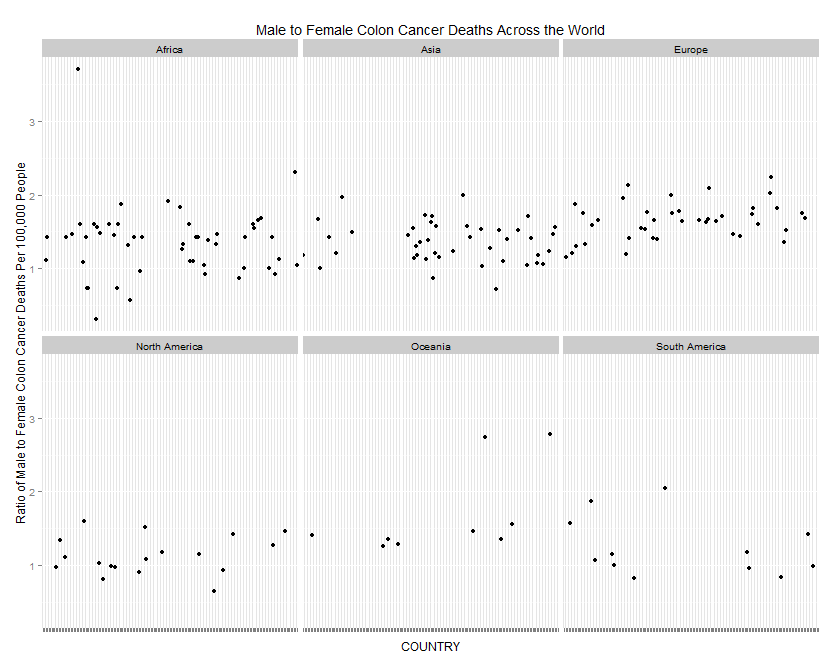 Male to Female Colon Cancer Deaths Across the World
Africa
Asia
Europe
3
2
1
North America
Oceania
South America
3
2
1
Ratio of Male to Female Colon Cancer Deaths Per 100,000 People
COUNTRY